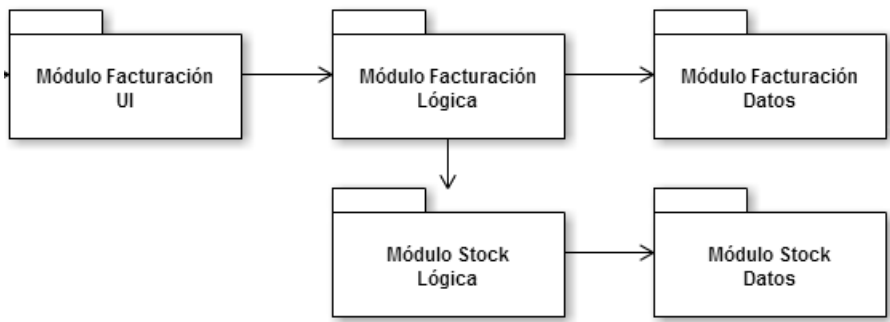 Módulo Facturación
UI
Módulo Facturación
Lógica
Módulo Facturación
Datos
Módulo Stock
Lógica
Módulo Stock
Datos